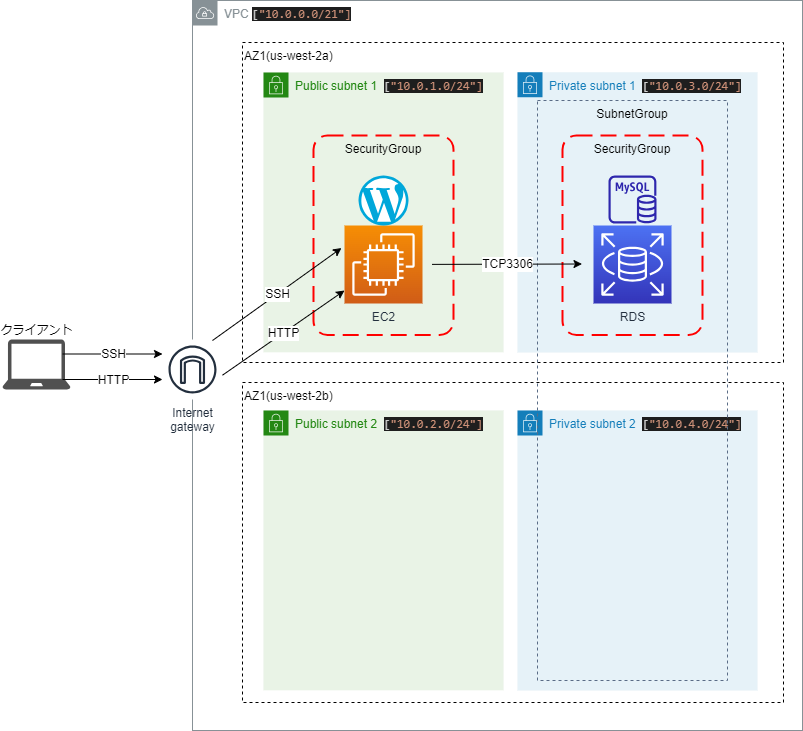 VPC ["10.0.0.0/21"]
AZ1(us-west-2a)
Public subnet 1 ["10.0.1.0/24"]
Private subnet 1 ["10.0.3.0/24"]
SubnetGroup
SecurityGroup
SecurityGroup
W
MySQL
TCP3306
SSH
EC2
RDS
HTTP
クライアント
SSH
HTTP
Internet
gateway
AZ1(us-west-2b)
Public subnet 2 ["10.0.2.0/24"]
Private subnet 2 ["10.0.4.0/24"]